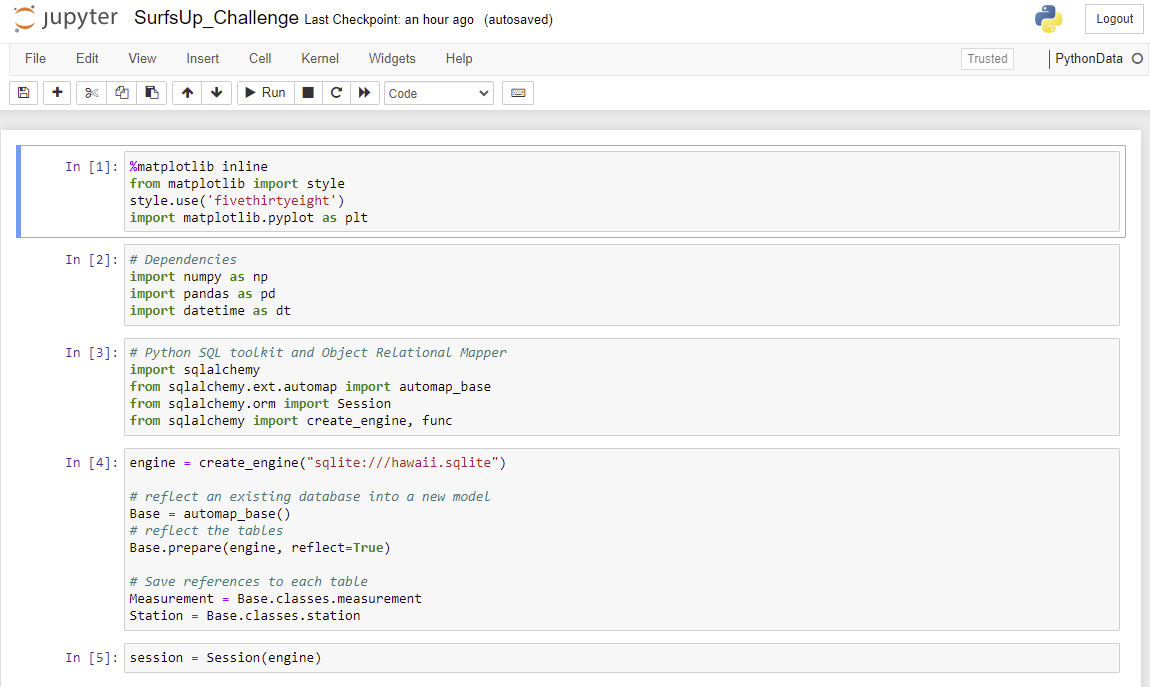 jupyter SurfsUp_Challenge Last Checkpoint: an hour ago (autosaved) Logout
File Edit View Insert Cell Kernel Widgets Help Trusted PythonData
Run Code
In [1]: %matplotlib inline
from matplotlib import style
style.use('fivethirtyeight')
import matplotlib.pyplot as plt
In [2]: # Dependencies
import numpy as np
import pandas as pd
import datetime as dt
In [3]: # Python SQL toolkit and Object Relational Mapper
import sqlalchemy
from sqlalchemy.ext.automap import automap_base
from sqlalchemy.orm import Session
from sqlalchemy import create_engine, func
In [4]: engine = create_engine("sqlite:///hawaii.sqlite")
# reflect an existing database into a new model
Base = automap_base()
# reflect the tables
Base.prepare(engine, reflect=True)
# Save references to each table
Measurement = Base.classes.measurement
Station = Base.classes.station
In [5]: session = Session(engine)